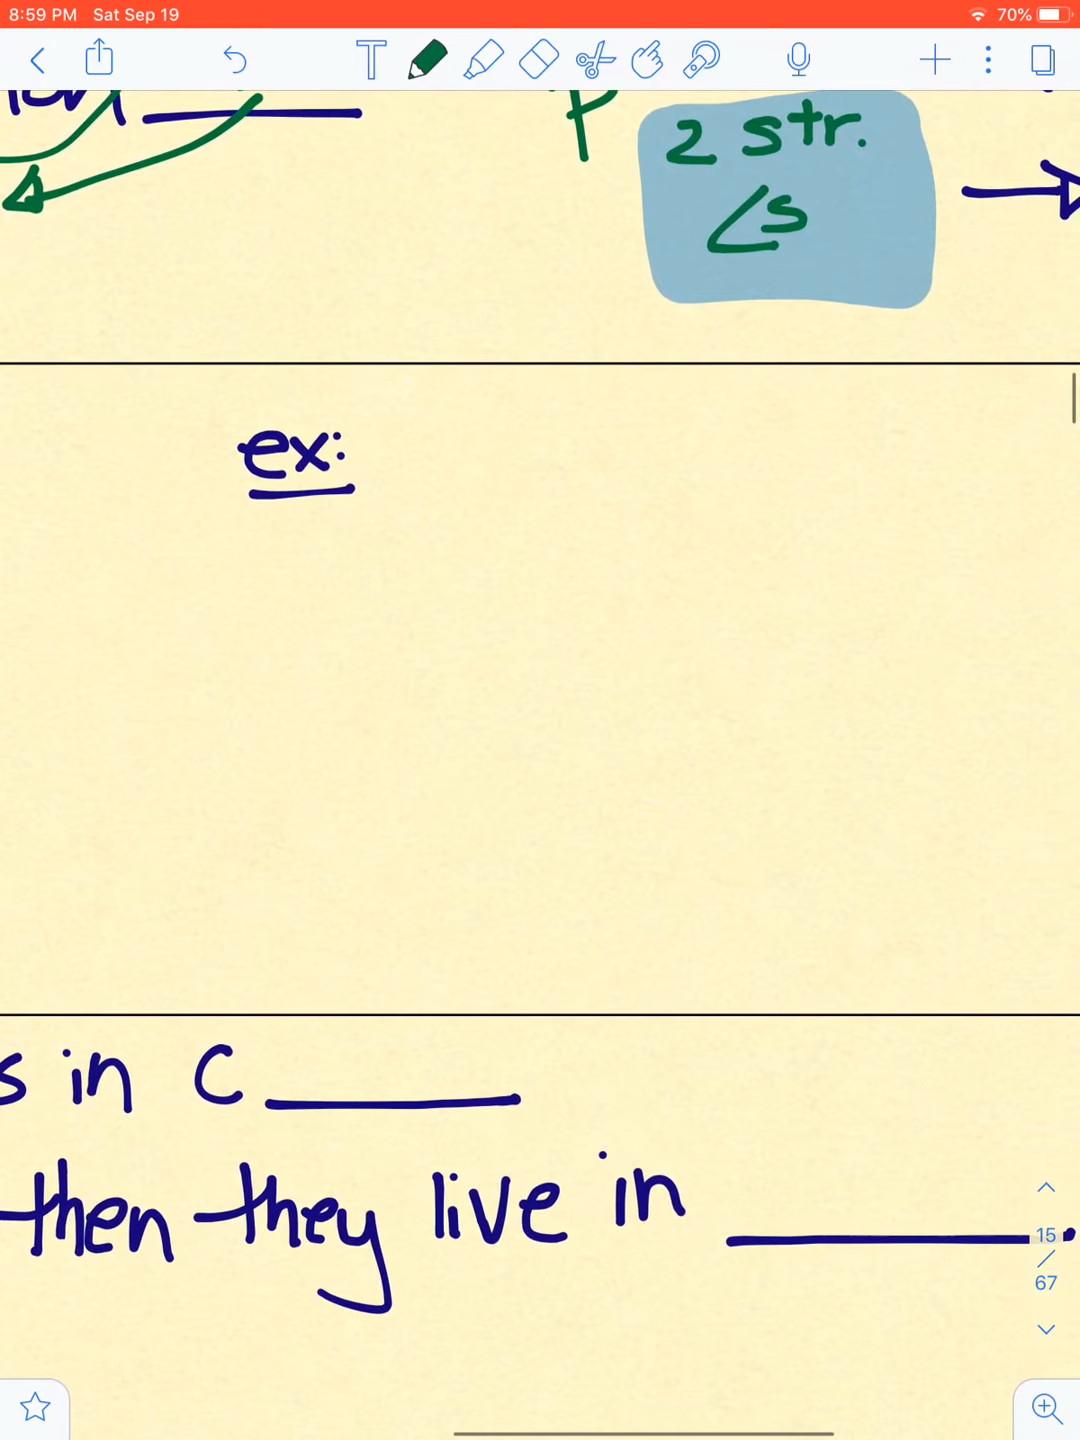 8:59 PM Sat Sep 19 70%
T
2 str.
∠s
ex:
s in C
then they live in .
15
/
67